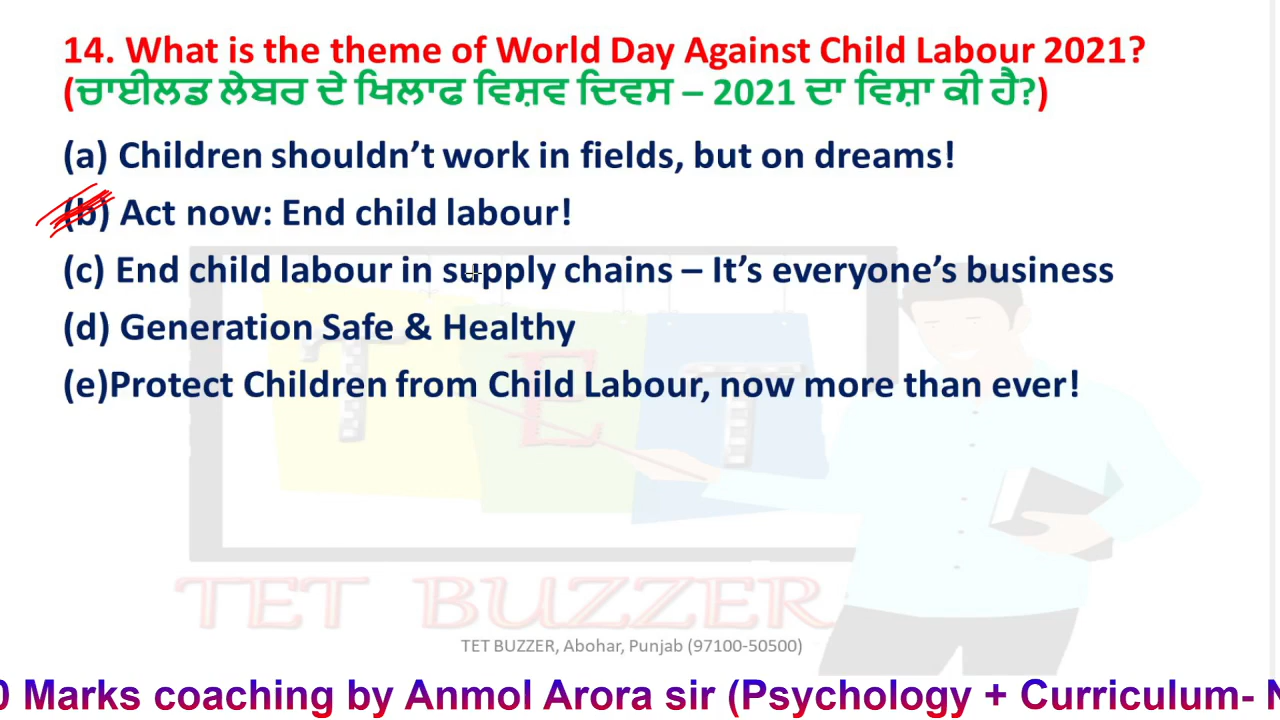 14. What is the theme of World Day Against Child Labour 2021?
(ਚਾਈਲਡ ਲੇਬਰ ਦੇ ਖਿਲਾਫ ਵਿਸ਼ਵ ਦਿਵਸ – 2021 ਦਾ ਵਿਸ਼ਾ ਕੀ ਹੈ?)
(a) Children shouldn’t work in fields, but on dreams!
(b) Act now: End child labour!
(c) End child labour in supply chains – It’s everyone’s business
(d) Generation Safe & Healthy
(e)Protect Children from Child Labour, now more than ever!
T E T
TET BUZZER
TET BUZZER, Abohar, Punjab (97100-50500)
0 Marks coaching by Anmol Arora sir (Psychology + Curriculum- N